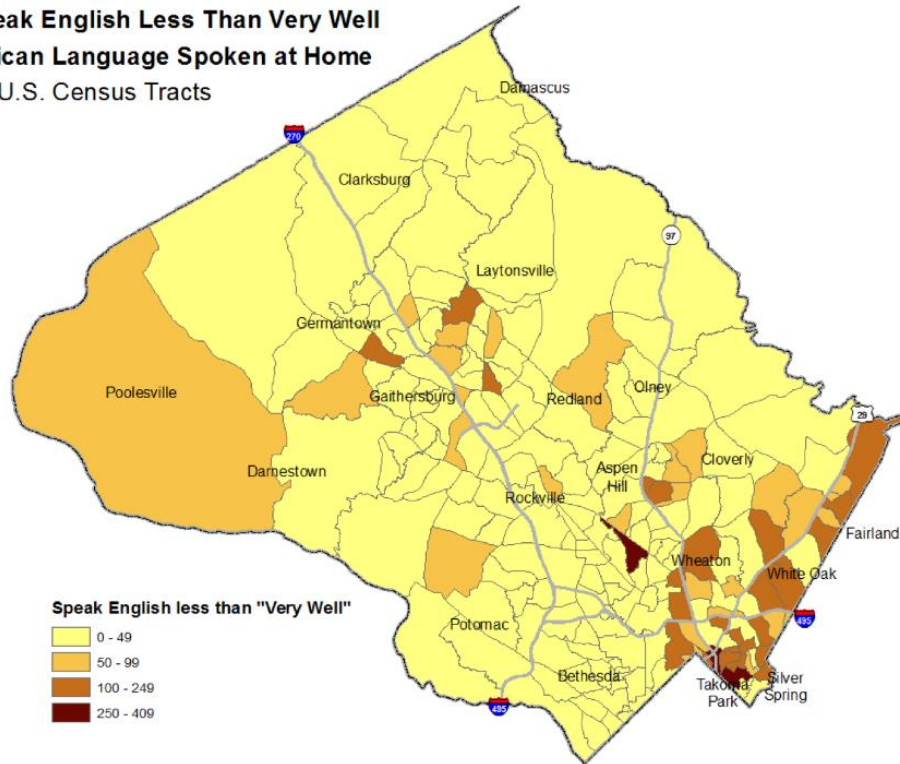 eak English Less Than Very Well
ican Language Spoken at Home
U.S. Census Tracts
Damascus
270
Clarksburg
97
Laytonsville
Germantown
Poolesville
Gaithersburg
Redland
Olney
29
Darnestown
Rockville
Aspen
Hill
Cloverly
Fairland
Wheaton
White Oak
Speak English less than "Very Well"
0 - 49
50 - 99
100 - 249
250 - 409
Potomac
495
Bethesda
Takoma
Park
Silver
Spring
495